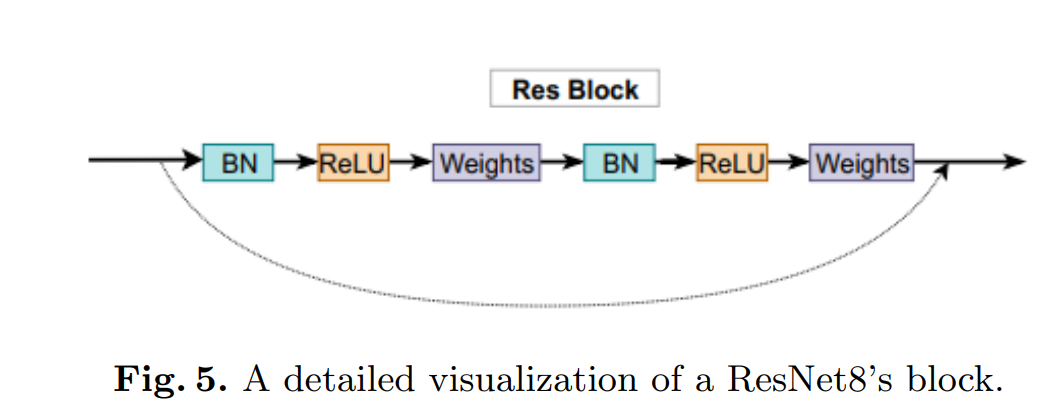 Res Block
BN ReLU Weights BN ReLU Weights
Fig. 5. A detailed visualization of a ResNet8's block.